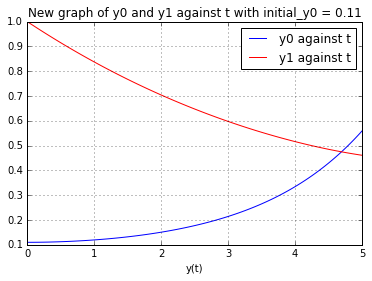 New graph of y0 and y1 against t with initial_y0 = 0.11
1.0
0.9
0.8
0.7
0.6
0.5
0.4
0.3
0.2
0.1
y0 against t
y1 against t
0 1 2 3 4 5
y(t)